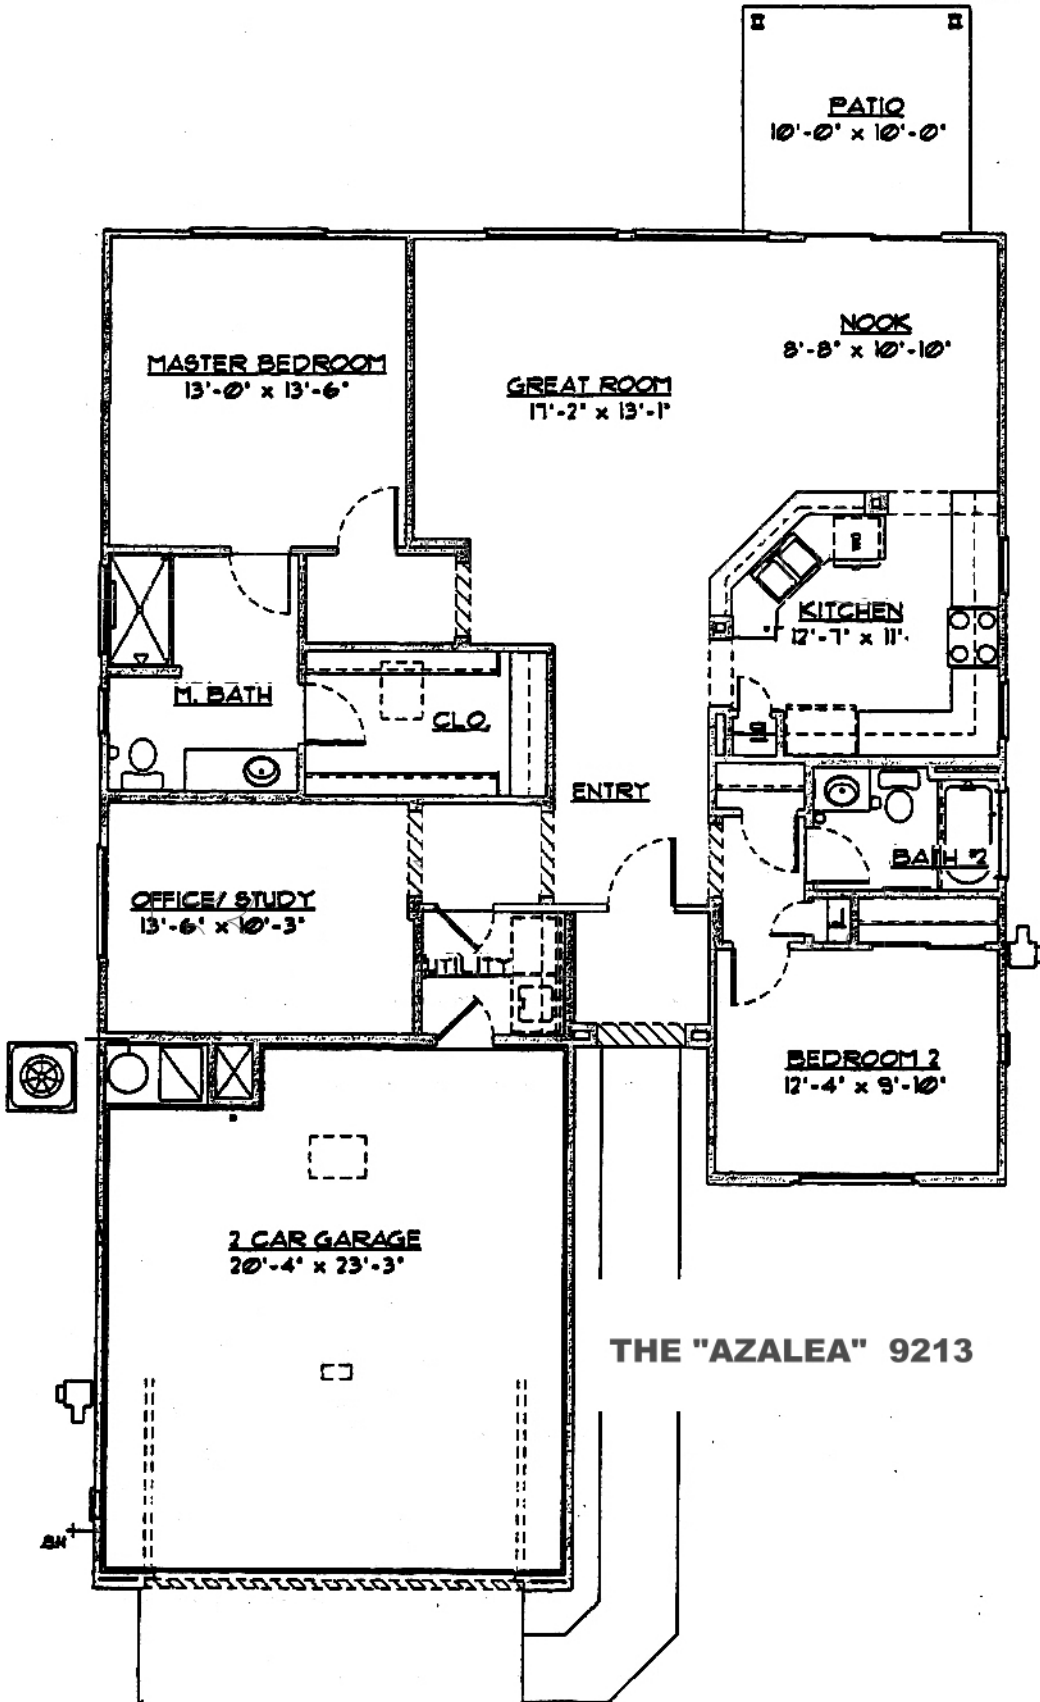 PATIO
10'-0" x 10'-0"
NOOK
8'-8" x 10'-10"
MASTER BEDROOM
13'-0" x 13'-6"
GREAT ROOM
17'-2" x 13'-1"
DW
KITCHEN
12'-7" x 11'-
M. BATH
CLO.
ENTRY
BATH #2
OFFICE/ STUDY
13'-6" x 10'-3"
UTILITY
BEDROOM 2
12'-4" x 9'-10"
2 CAR GARAGE
20'-4" x 23'-3"
THE "AZALEA" 9213